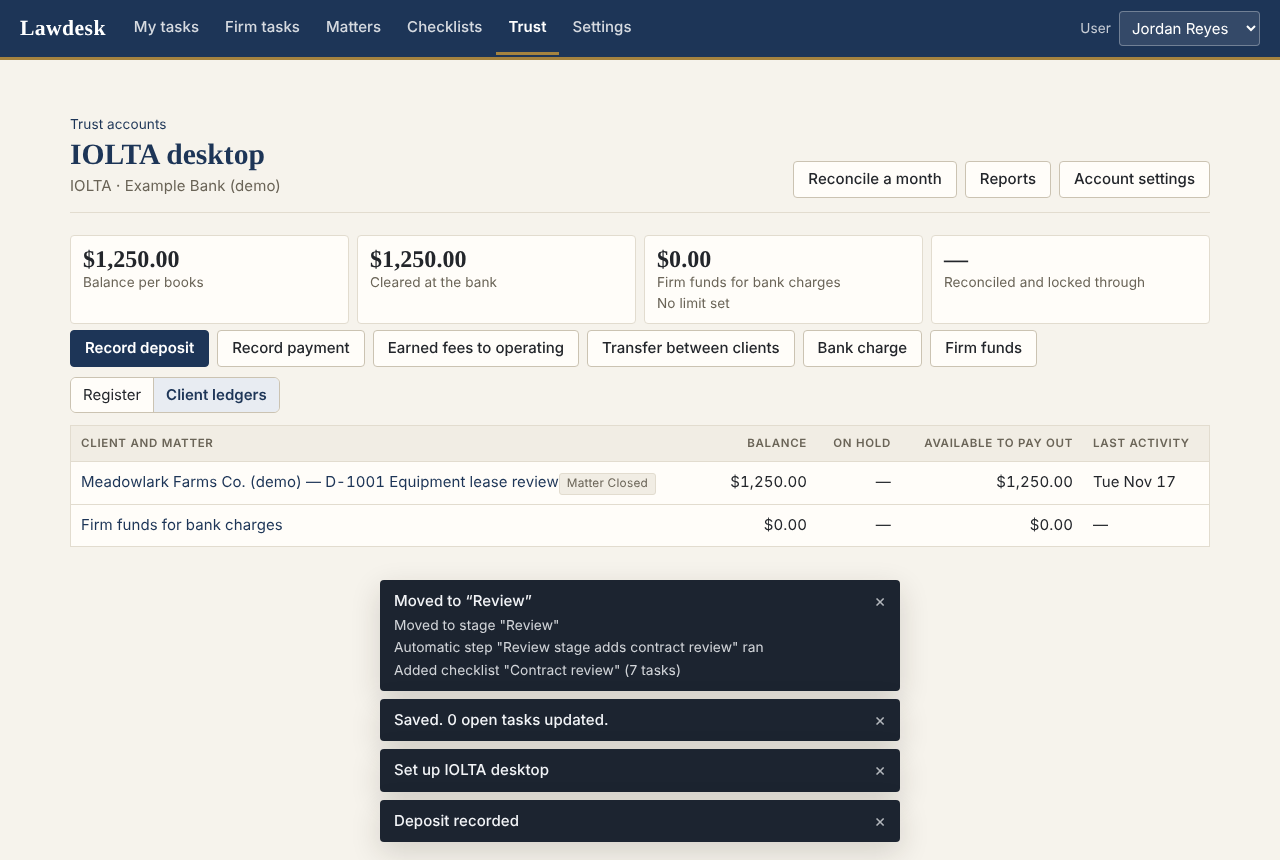 Lawdesk My tasks Firm tasks Matters Checklists Trust Settings User Jordan Reyes
Trust accounts
IOLTA desktop
IOLTA · Example Bank (demo)
Reconcile a month Reports Account settings
$1,250.00 $1,250.00 $0.00 —
Balance per books Cleared at the bank Firm funds for bank charges Reconciled and locked through
No limit set
Record deposit Record payment Earned fees to operating Transfer between clients Bank charge Firm funds
Register Client ledgers
CLIENT AND MATTER BALANCE ON HOLD AVAILABLE TO PAY OUT LAST ACTIVITY
Meadowlark Farms Co. (demo) — D-1001 Equipment lease review Matter Closed $1,250.00 — $1,250.00 Tue Nov 17
Firm funds for bank charges $0.00 — $0.00 —
Moved to “Review” ×
Moved to stage "Review"
Automatic step "Review stage adds contract review" ran
Added checklist "Contract review" (7 tasks)
Saved. 0 open tasks updated. ×
Set up IOLTA desktop ×
Deposit recorded ×